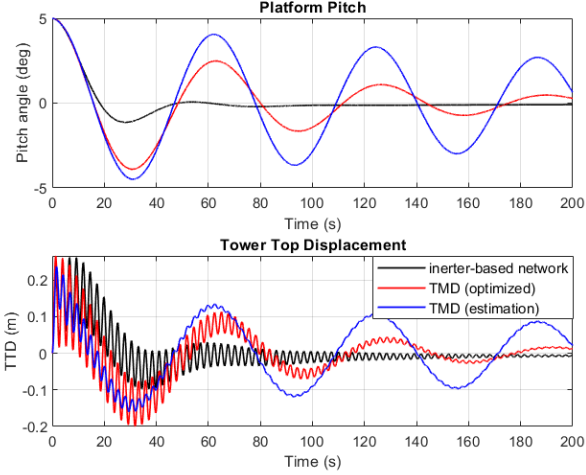 Platform Pitch
5
0
-5
Pitch angle (deg)
0 20 40 60 80 100 120 140 160 180 200
Time (s)
Tower Top Displacement
0.2
0.1
0
-0.1
-0.2
TTD (m)
inerter-based network
TMD (optimized)
TMD (estimation)
0 20 40 60 80 100 120 140 160 180 200
Time (s)